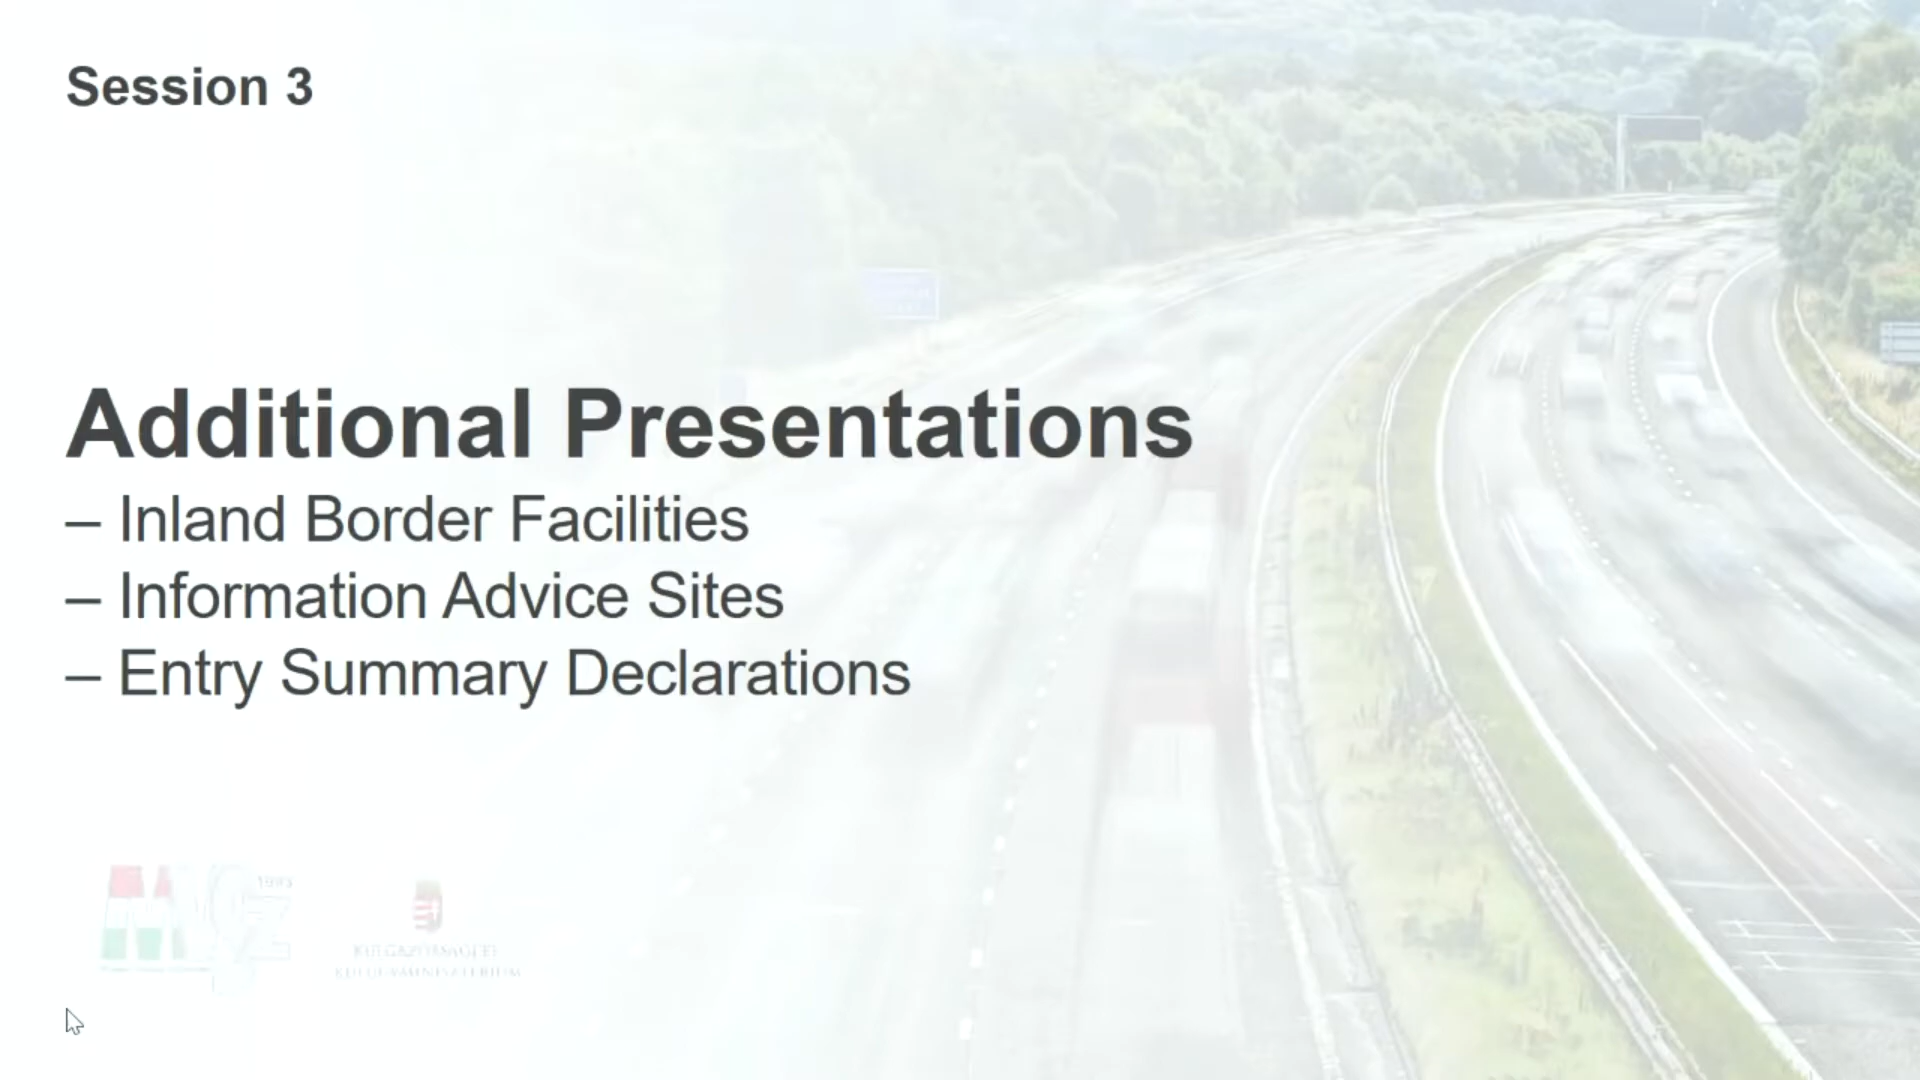 Session 3
Additional Presentations
– Inland Border Facilities
– Information Advice Sites
– Entry Summary Declarations